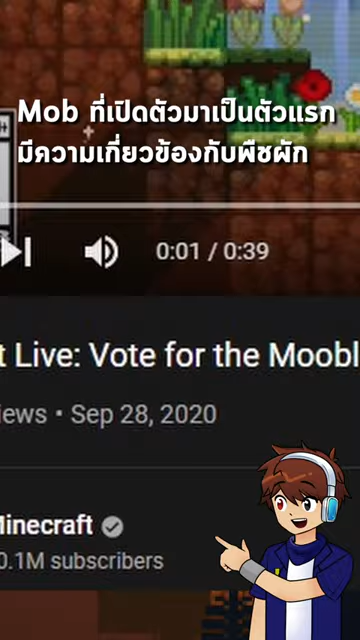 Mob ที่เปิดตัวมาเป็นตัวแรก
มีความเกี่ยวข้องกับพืชผัก
0:01 / 0:39
t Live: Vote for the Moobl
iews • Sep 28, 2020
Minecraft
0.1M subscribers